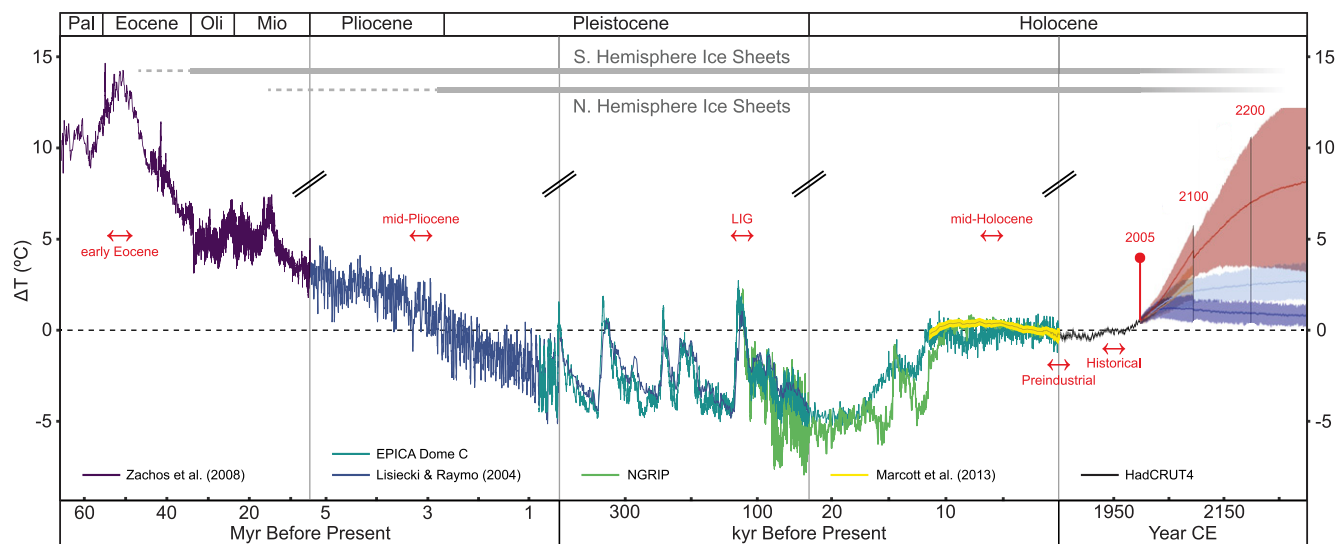 Pal Eocene Oli Mio Pliocene Pleistocene Holocene
15 15
S. Hemisphere Ice Sheets
N. Hemisphere Ice Sheets
2200
10 10
2100
mid-Pliocene LIG mid-Holocene
2005
5 5
early Eocene
ΔT (ºC)
0 0
Historical
Preindustrial
-5 -5
EPICA Dome C
Zachos et al. (2008) Lisiecki & Raymo (2004) NGRIP Marcott et al. (2013) HadCRUT4
60 40 20 5 3 1 300 100 20 10 1950 2150
Myr Before Present kyr Before Present Year CE